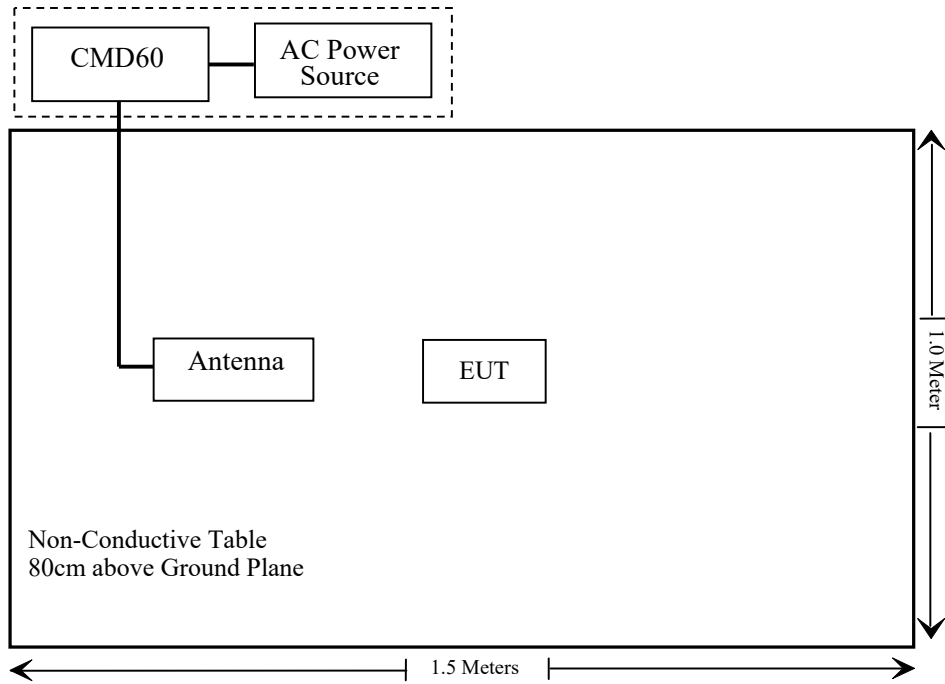 CMD60
AC Power
Source
Antenna
EUT
1.0 Meter
Non-Conductive Table
80cm above Ground Plane
1.5 Meters